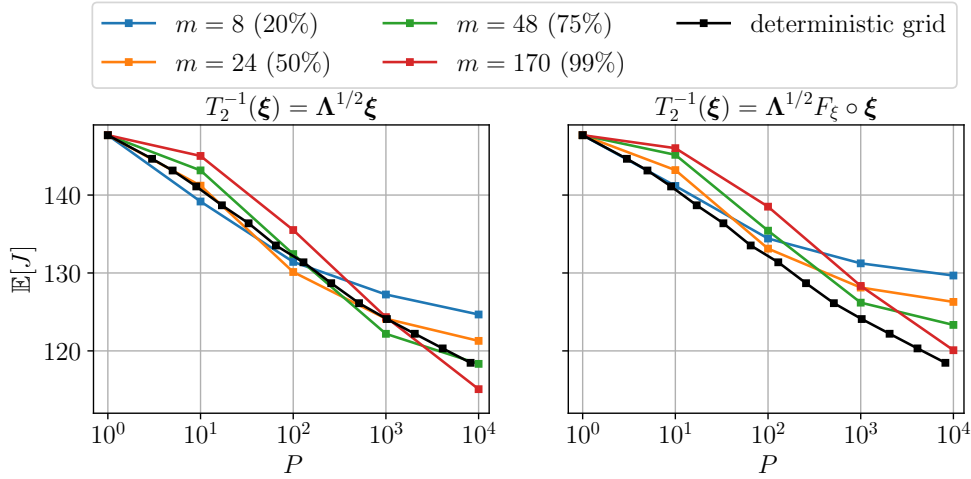 m = 8 (20%) m = 48 (75%) deterministic grid
m = 24 (50%) m = 170 (99%)
T₂⁻¹(ξ) = Λ^{1/2}ξ T₂⁻¹(ξ) = Λ^{1/2}F_ξ ∘ ξ
140
130
120
𝔼[J]
10⁰ 10¹ 10² 10³ 10⁴ 10⁰ 10¹ 10² 10³ 10⁴
P P